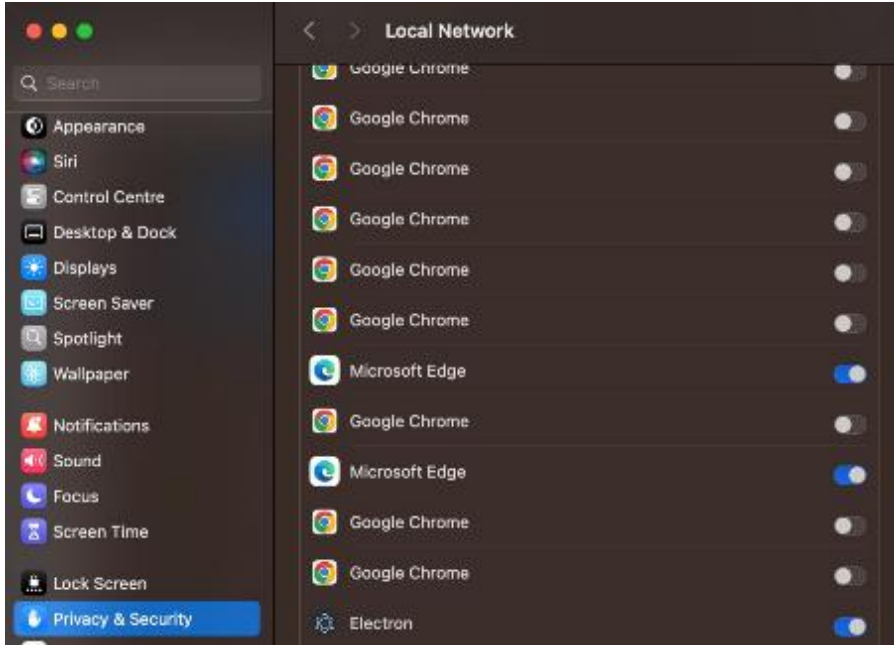 Local Network
Search
Appearance
Siri
Control Centre
Desktop & Dock
Displays
Screen Saver
Spotlight
Wallpaper
Notifications
Sound
Focus
Screen Time
Lock Screen
Privacy & Security
Google Chrome
Google Chrome
Google Chrome
Google Chrome
Google Chrome
Google Chrome
Microsoft Edge
Google Chrome
Microsoft Edge
Google Chrome
Google Chrome
Electron